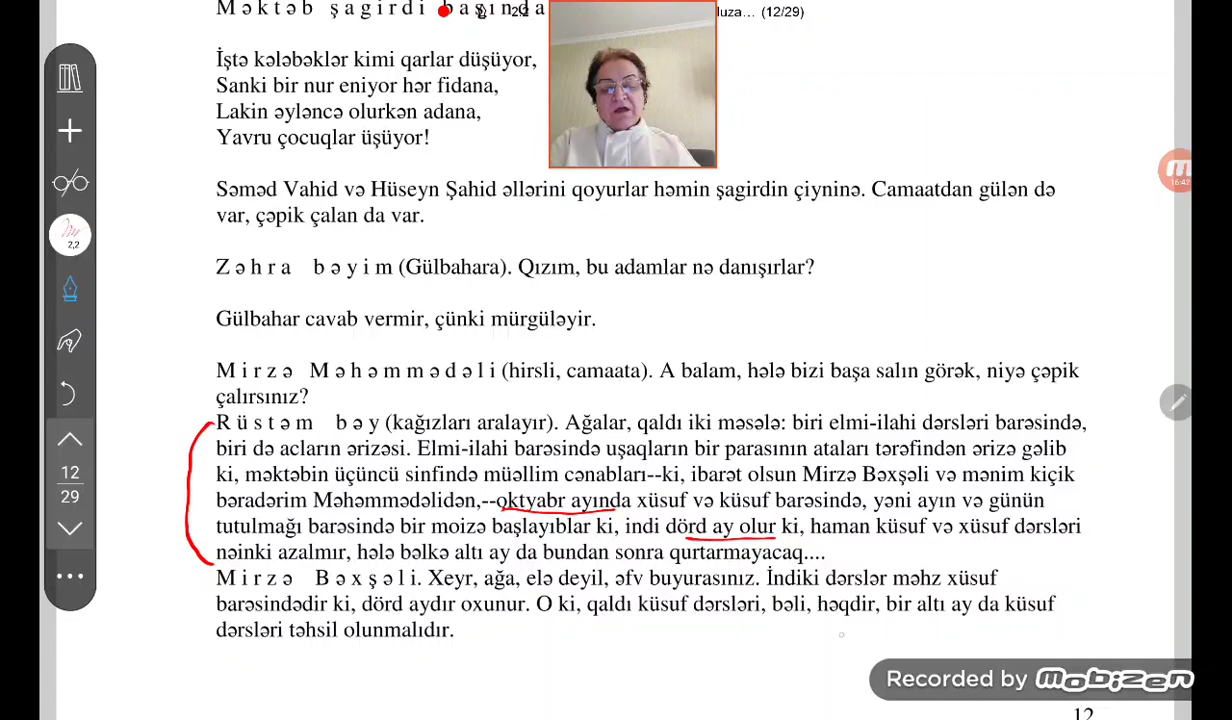 M ə k t ə b ş a g i r d i b a ş ı n d a
2,2
luza... (12/29)
İştə kələbəklər kimi qarlar düşüyor,
Sanki bir nur eniyor hər fidana,
Lakin əyləncə olurkən adana,
Yavru çocuqlar üşüyor!
Səməd Vahid və Hüseyn Şahid əllərini qoyurlar həmin şagirdin çiyninə. Camaatdan gülən də
var, çəpik çalan da var.
Z ə h r a b ə y i m (Gülbahara). Qızım, bu adamlar nə danışırlar?
Gülbahar cavab vermir, çünki mürgüləyir.
M i r z ə M ə h ə m m ə d ə l i (hirsli, camaata). A balam, hələ bizi başa salın görək, niyə çəpik
çalırsınız?
R ü s t ə m b ə y (kağızları aralayır). Ağalar, qaldı iki məsələ: biri elmi-ilahi dərsləri barəsində,
biri də acların ərizəsi. Elmi-ilahi barəsində uşaqların bir parasının ataları tərəfindən ərizə gəlib
ki, məktəbin üçüncü sinfində müəllim cənabları--ki, ibarət olsun Mirzə Bəxşəli və mənim kiçik
bəradərim Məhəmmədəlidən,--oktyabr ayında xüsuf və küsuf barəsində, yəni ayın və günün
tutulmağı barəsində bir moizə başlayıblar ki, indi dörd ay olur ki, haman küsuf və xüsuf dərsləri
nəinki azalmır, hələ bəlkə altı ay da bundan sonra qurtarmayacaq....
M i r z ə B ə x ş ə l i. Xeyr, ağa, elə deyil, əfv buyurasınız. İndiki dərslər məhz xüsuf
barəsindədir ki, dörd aydır oxunur. O ki, qaldı küsuf dərsləri, bəli, həqdir, bir altı ay da küsuf
dərsləri təhsil olunmalıdır.
2,2
12
29
16:42
Recorded by mobizen
12